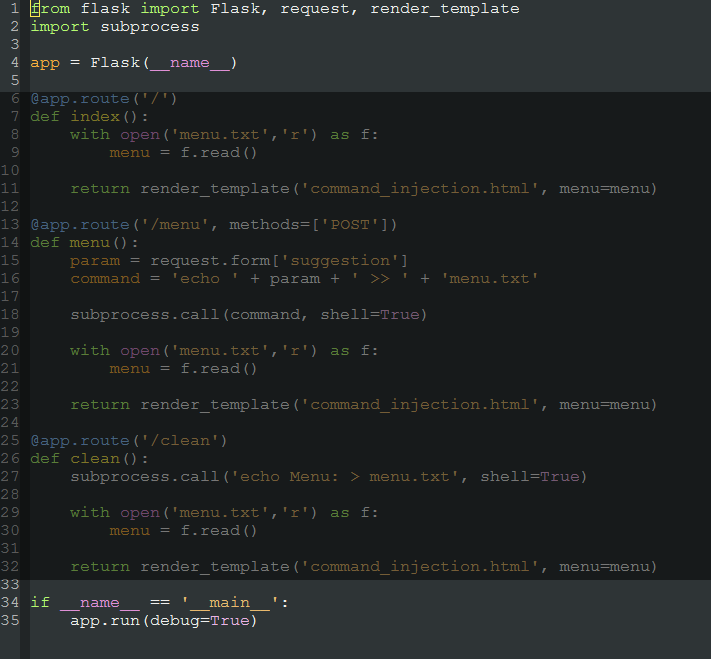 1 from flask import Flask, request, render_template
2 import subprocess
3
4 app = Flask(__name__)
5
6 @app.route('/')
7 def index():
8     with open('menu.txt','r') as f:
9         menu = f.read()
10
11     return render_template('command_injection.html', menu=menu)
12
13 @app.route('/menu', methods=['POST'])
14 def menu():
15     param = request.form['suggestion']
16     command = 'echo ' + param + ' >> ' + 'menu.txt'
17
18     subprocess.call(command, shell=True)
19
20     with open('menu.txt','r') as f:
21         menu = f.read()
22
23     return render_template('command_injection.html', menu=menu)
24
25 @app.route('/clean')
26 def clean():
27     subprocess.call('echo Menu: > menu.txt', shell=True)
28
29     with open('menu.txt','r') as f:
30         menu = f.read()
31
32     return render_template('command_injection.html', menu=menu)
33
34 if __name__ == '__main__':
35     app.run(debug=True)